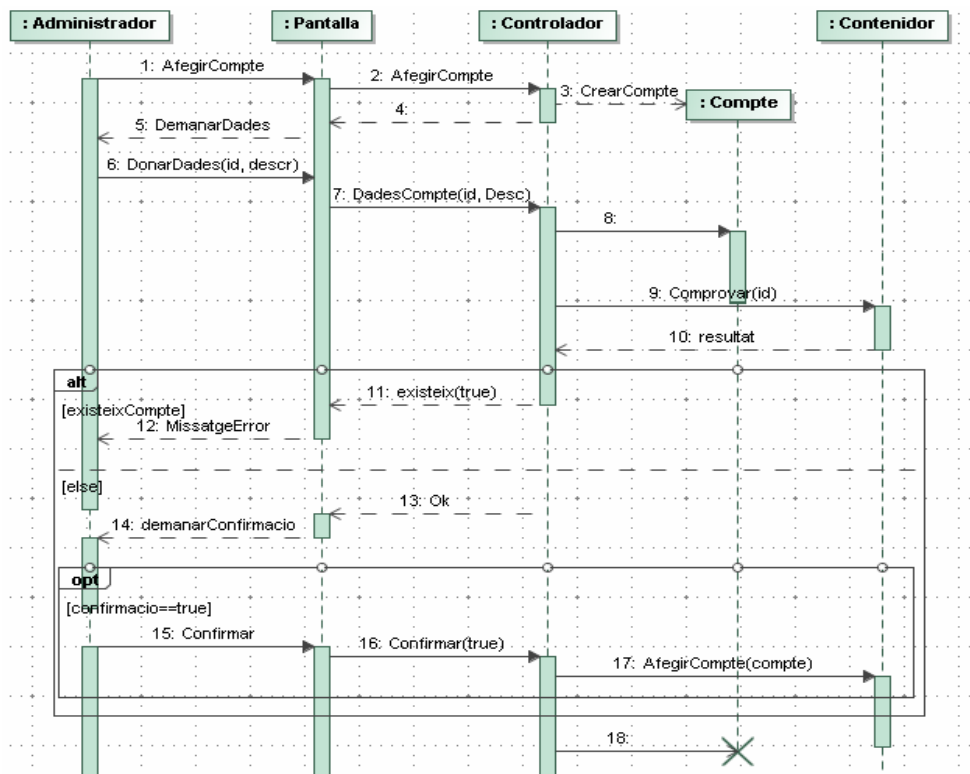 : Administrador
: Pantalla
: Controlador
: Contenidor
1: AfegirCompte
2: AfegirCompte
3: CrearCompte
: Compte
4:
5: DemanarDades
6: DonarDades(id, descr)
7: DadesCompte(id, Desc)
8:
9: Comprovar(id)
10: resultat
alt
11: existeix(true)
[existeixCompte]
12: MissatgeError
[else]
13: Ok
14: demanarConfirmacio
opt
[confirmacio==true]
15: Confirmar
16: Confirmar(true)
17: AfegirCompte(compte)
18: